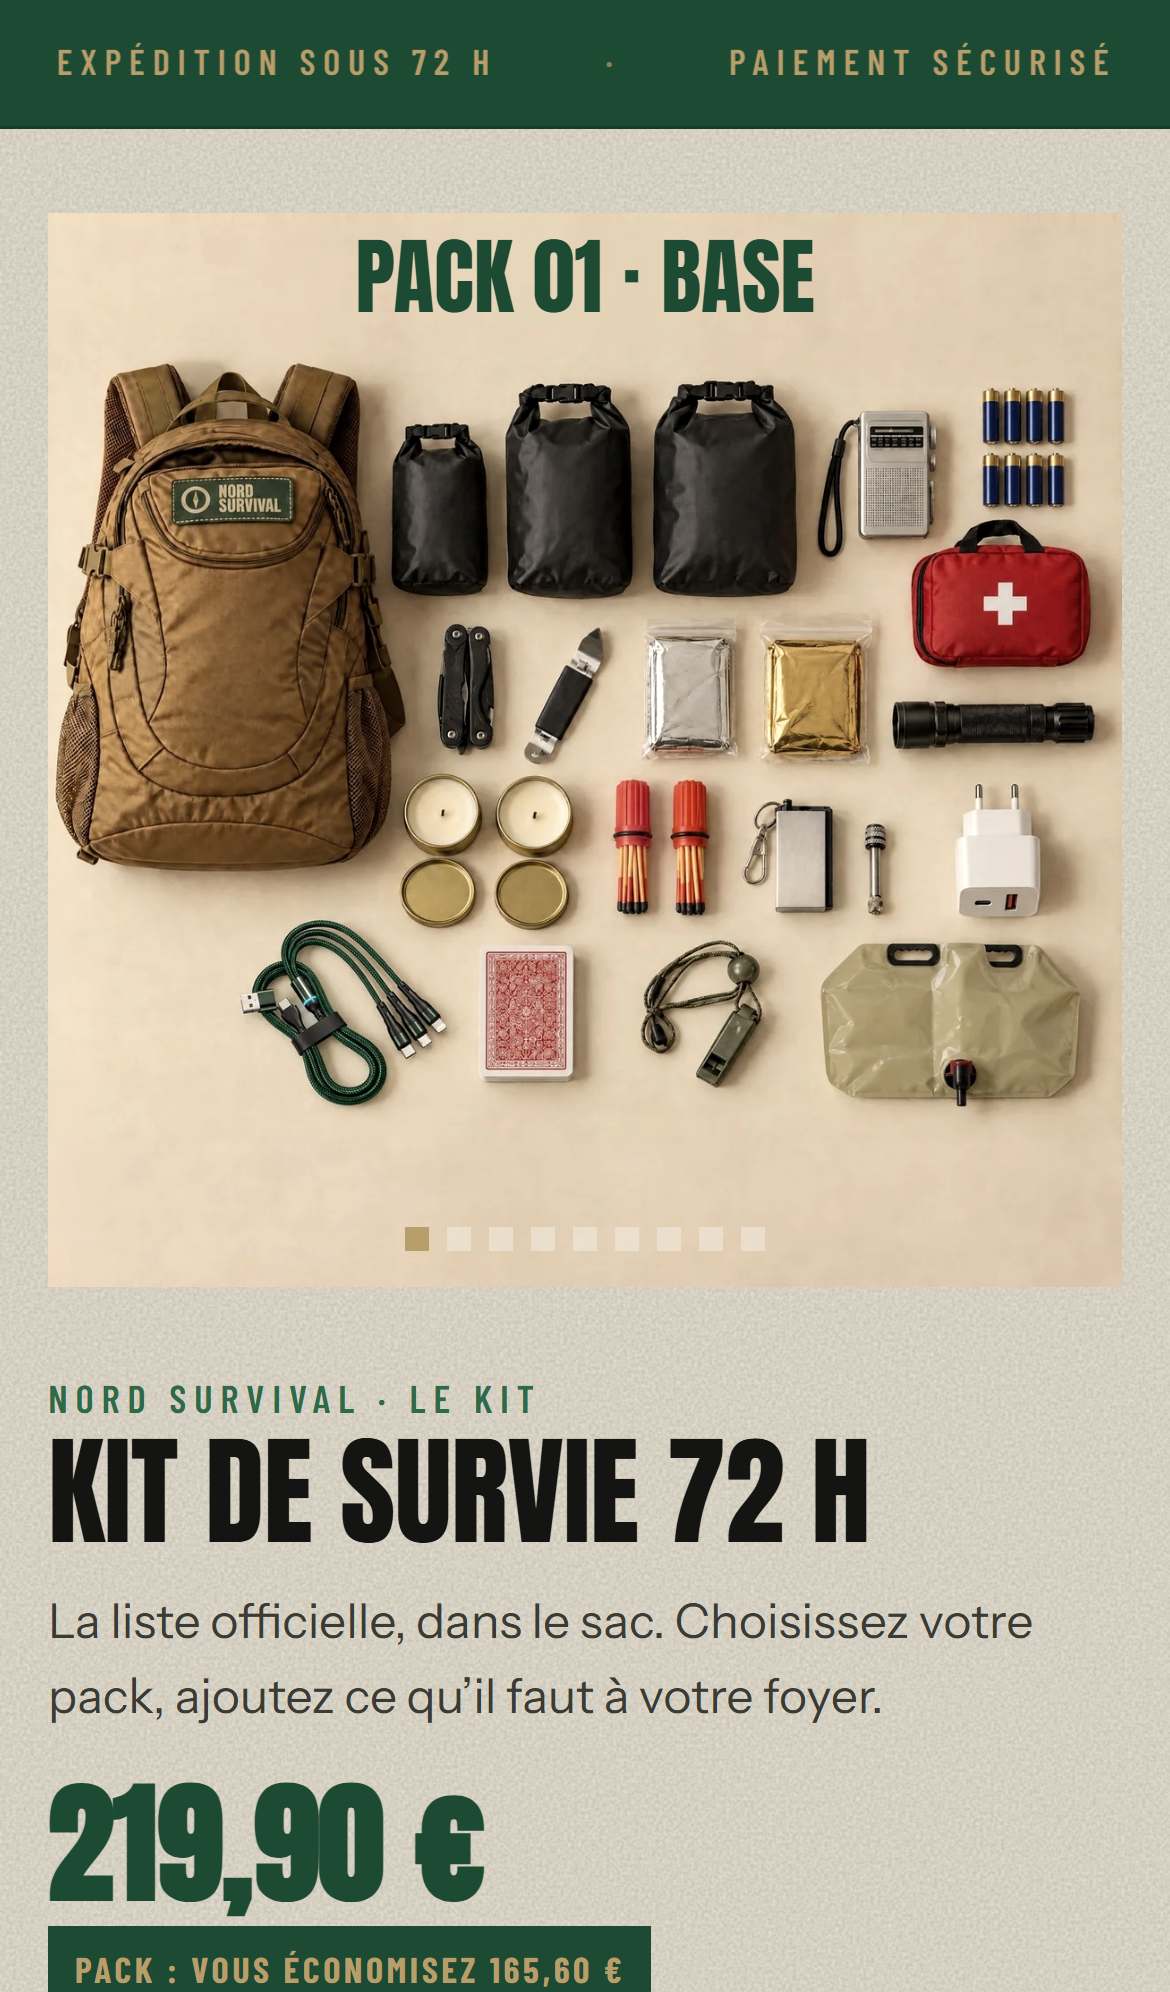 EXPÉDITION SOUS 72 H · PAIEMENT SÉCURISÉ
PACK 01 · BASE
NORD
SURVIVAL
NORD SURVIVAL · LE KIT
KIT DE SURVIE 72 H
La liste officielle, dans le sac. Choisissez votre
pack, ajoutez ce qu’il faut à votre foyer.
219,90 €
PACK : VOUS ÉCONOMISEZ 165,60 €